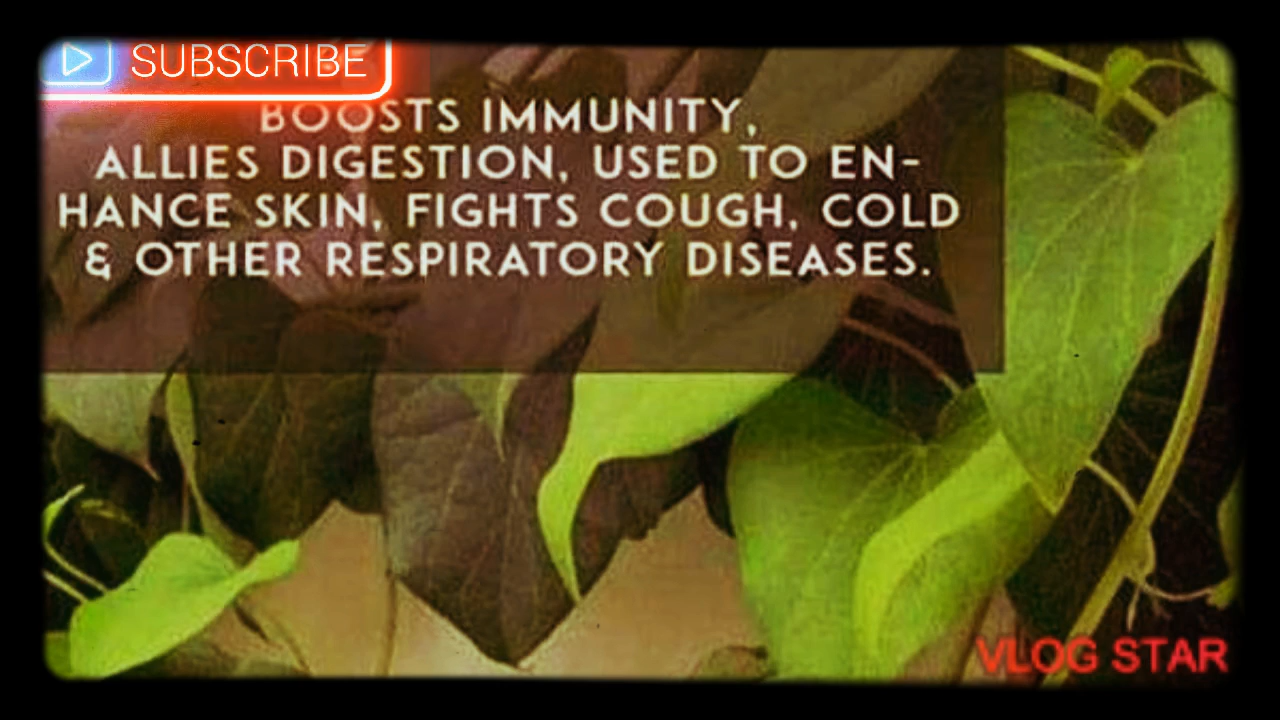 SUBSCRIBE
BOOSTS IMMUNITY,
ALLIES DIGESTION, USED TO EN-
HANCE SKIN, FIGHTS COUGH, COLD
& OTHER RESPIRATORY DISEASES.
VLOG STAR